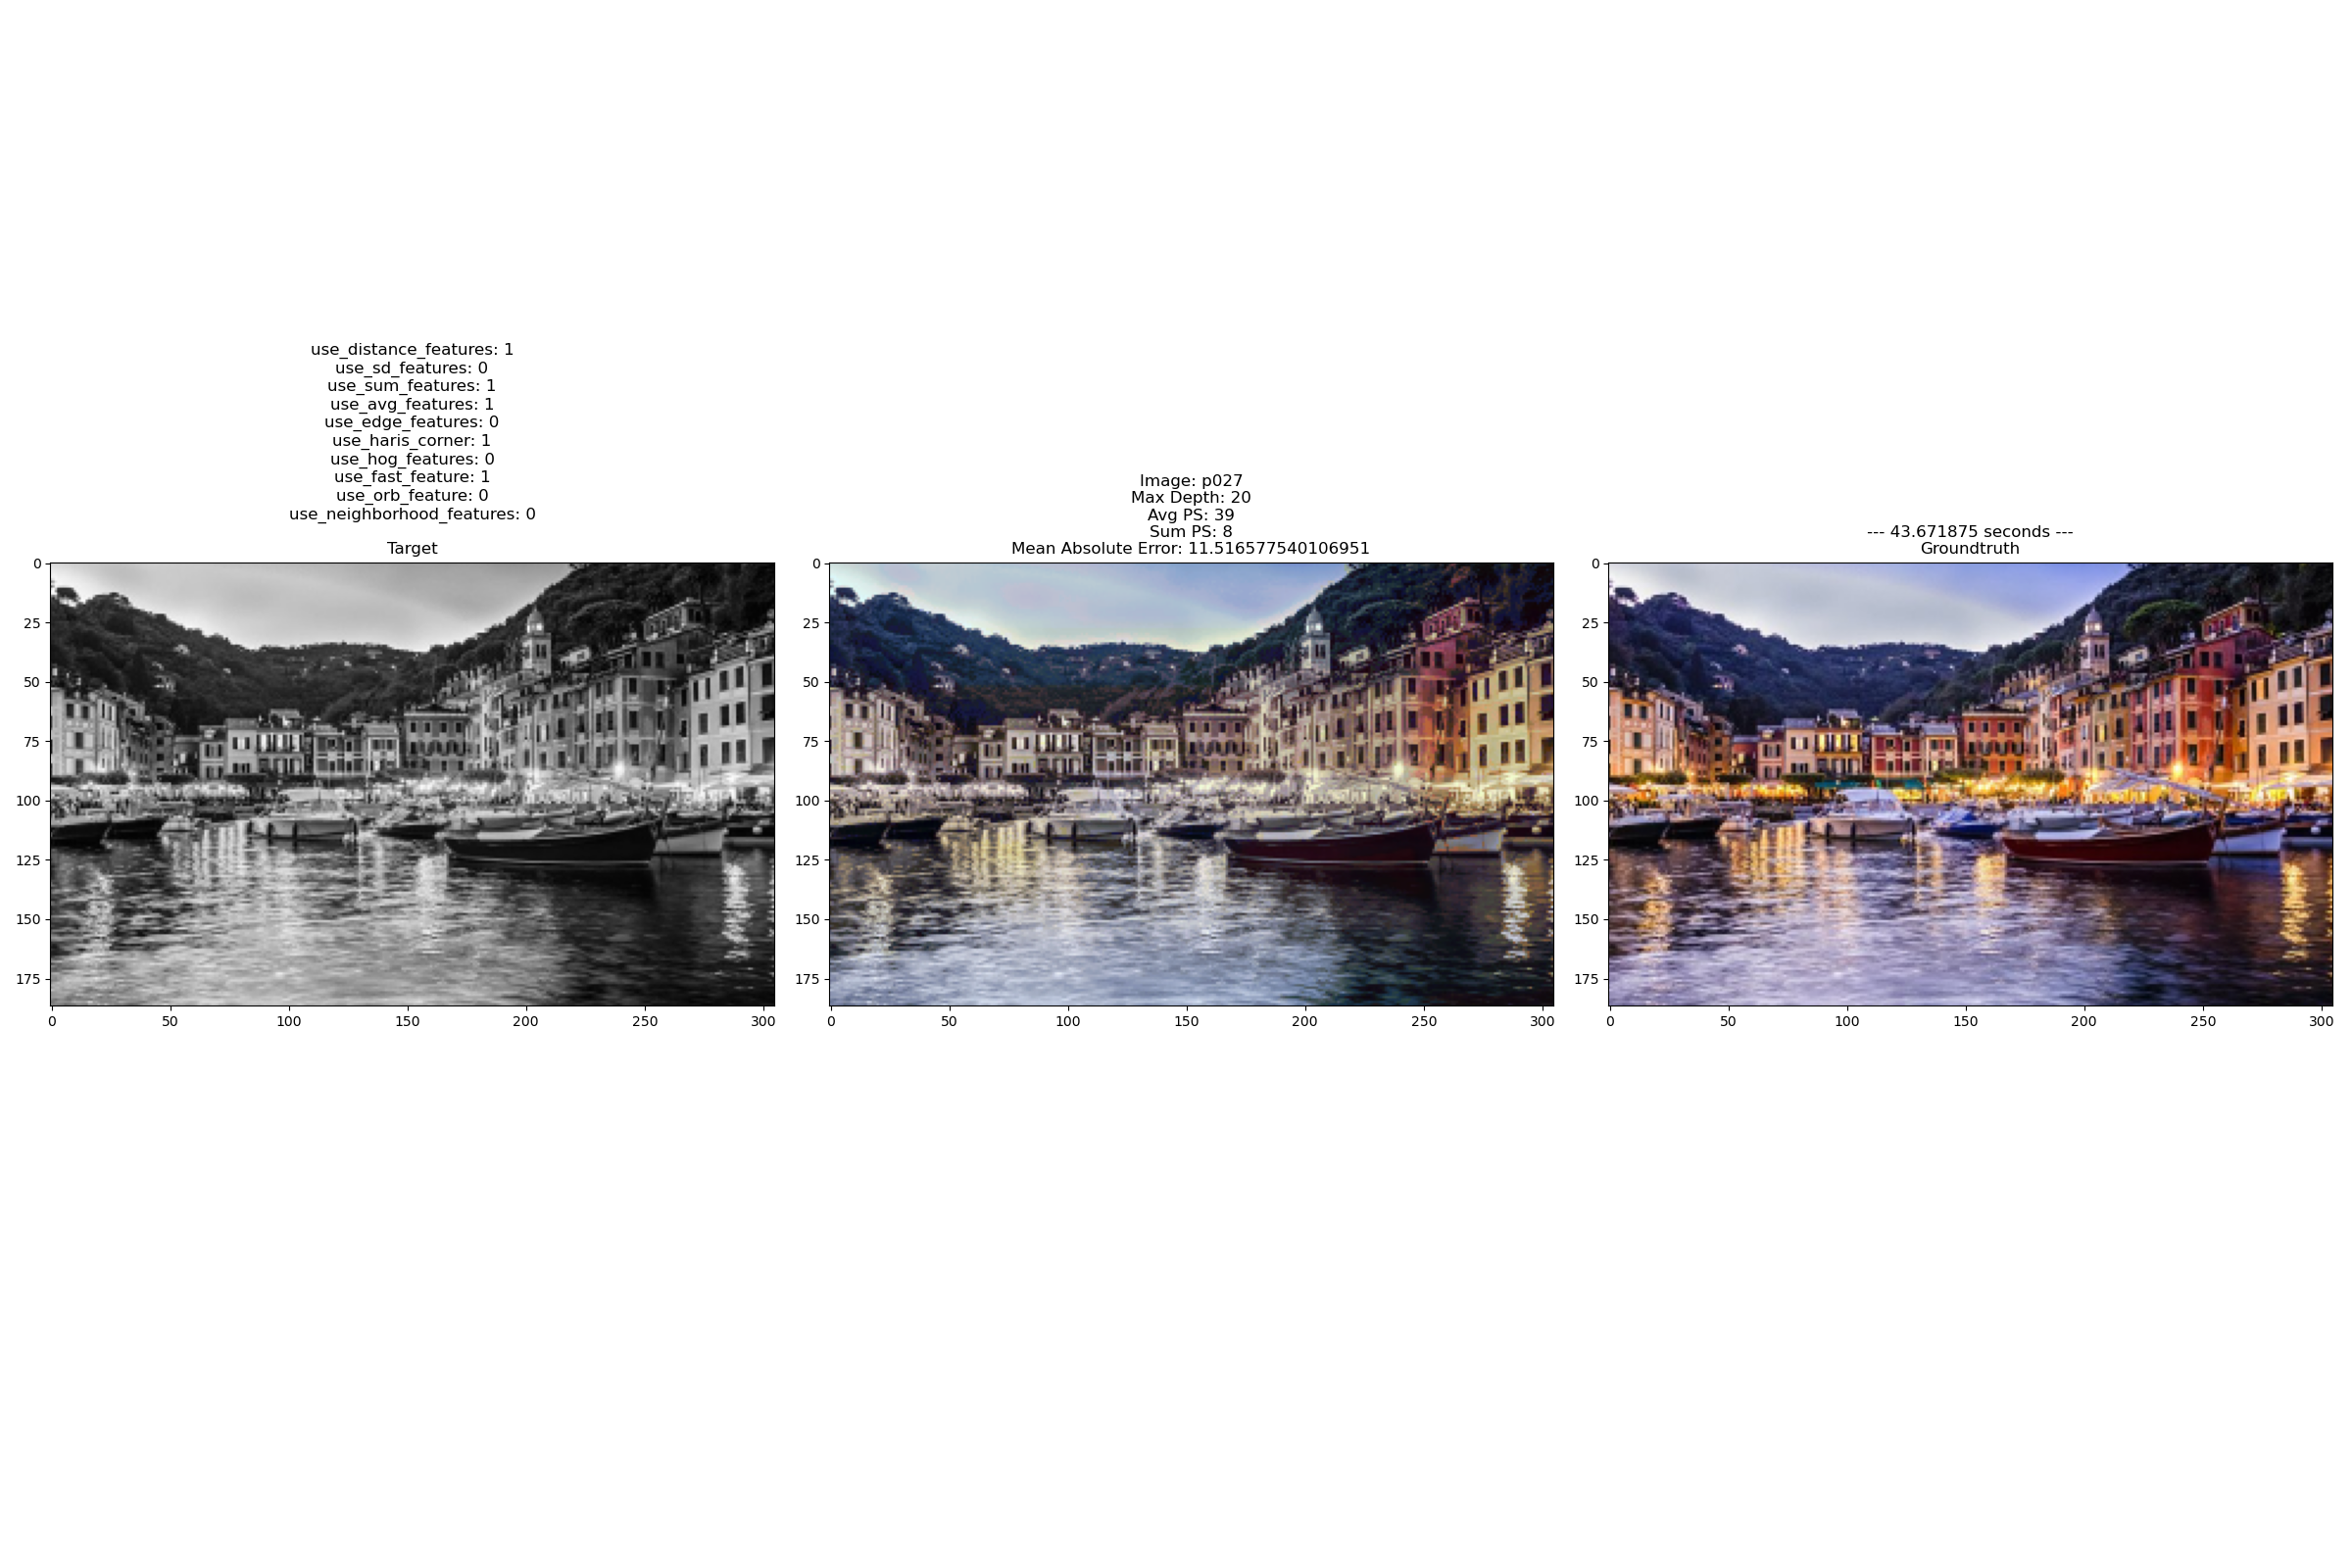 use_distance_features: 1
use_sd_features: 0
use_sum_features: 1
use_avg_features: 1
use_edge_features: 0
use_haris_corner: 1
use_hog_features: 0
use_fast_feature: 1
use_orb_feature: 0
use_neighborhood_features: 0
Target
0
25
50
75
100
125
150
175
0 50 100 150 200 250 300
Image: p027
Max Depth: 20
Avg PS: 39
Sum PS: 8
Mean Absolute Error: 11.516577540106951
0
25
50
75
100
125
150
175
0 50 100 150 200 250 300
--- 43.671875 seconds ---
Groundtruth
0
25
50
75
100
125
150
175
0 50 100 150 200 250 300